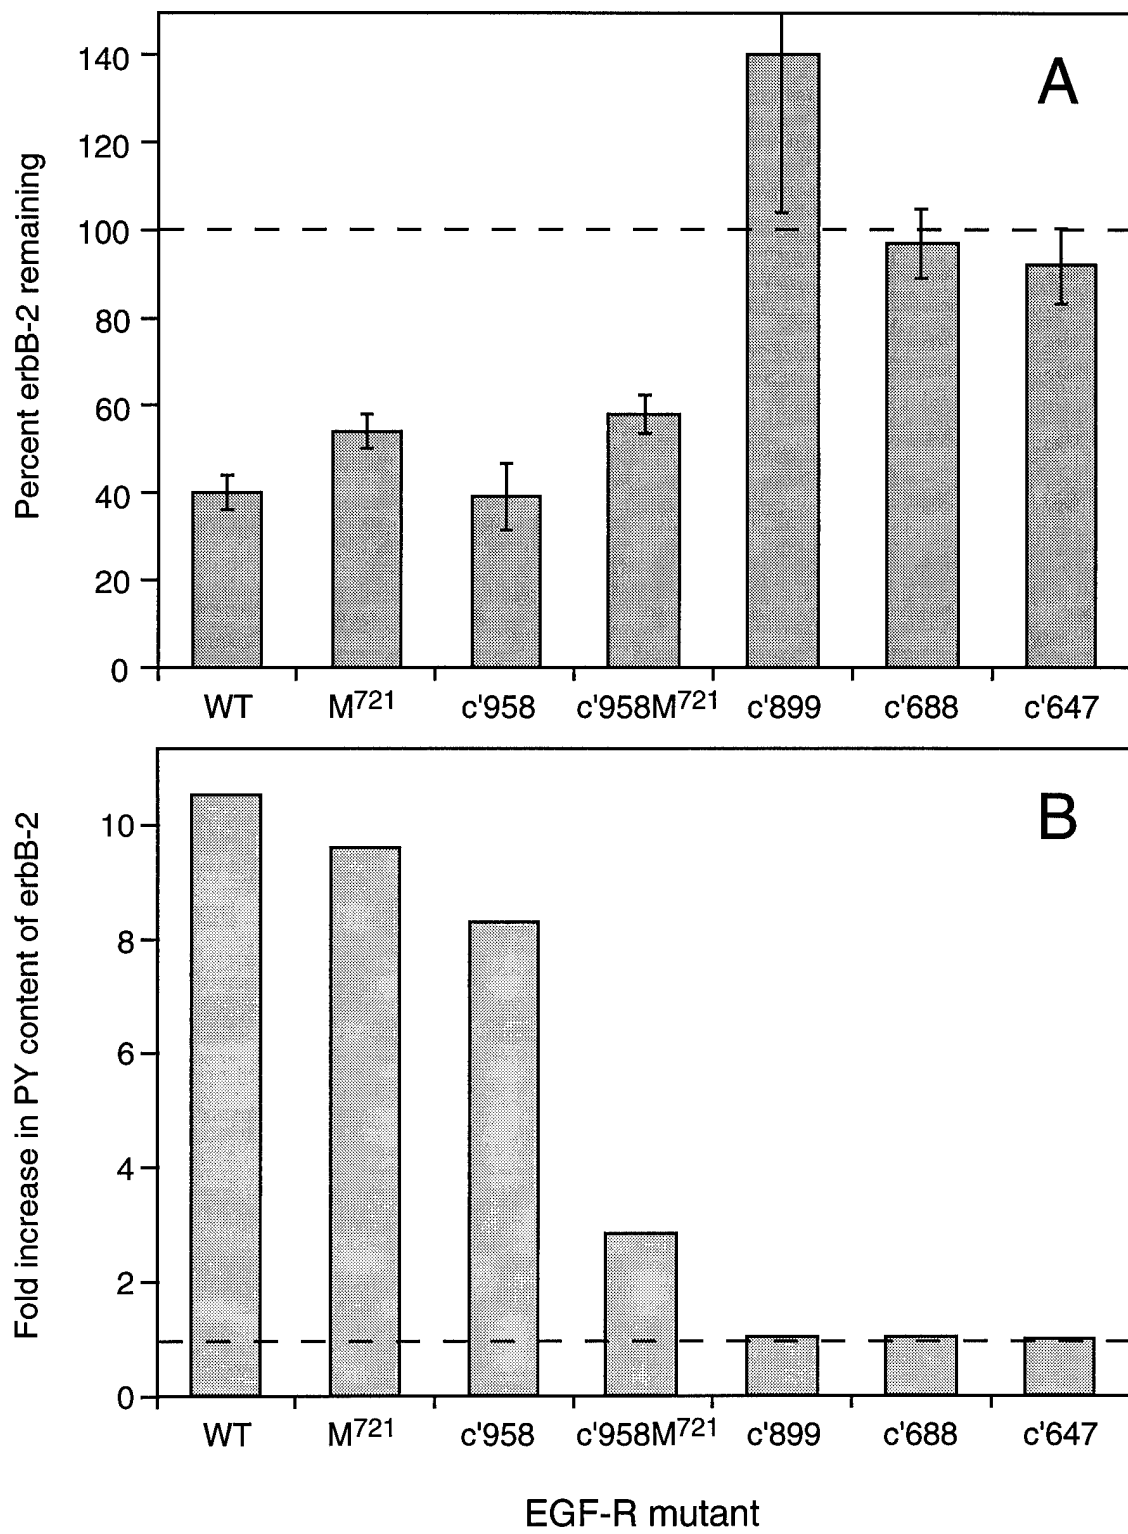 A
Percent erbB-2 remaining
140
120
100
80
60
40
20
0
WT M721 c'958 c'958M721 c'899 c'688 c'647
B
Fold increase in PY content of erbB-2
10
8
6
4
2
0
WT M721 c'958 c'958M721 c'899 c'688 c'647
EGF-R mutant